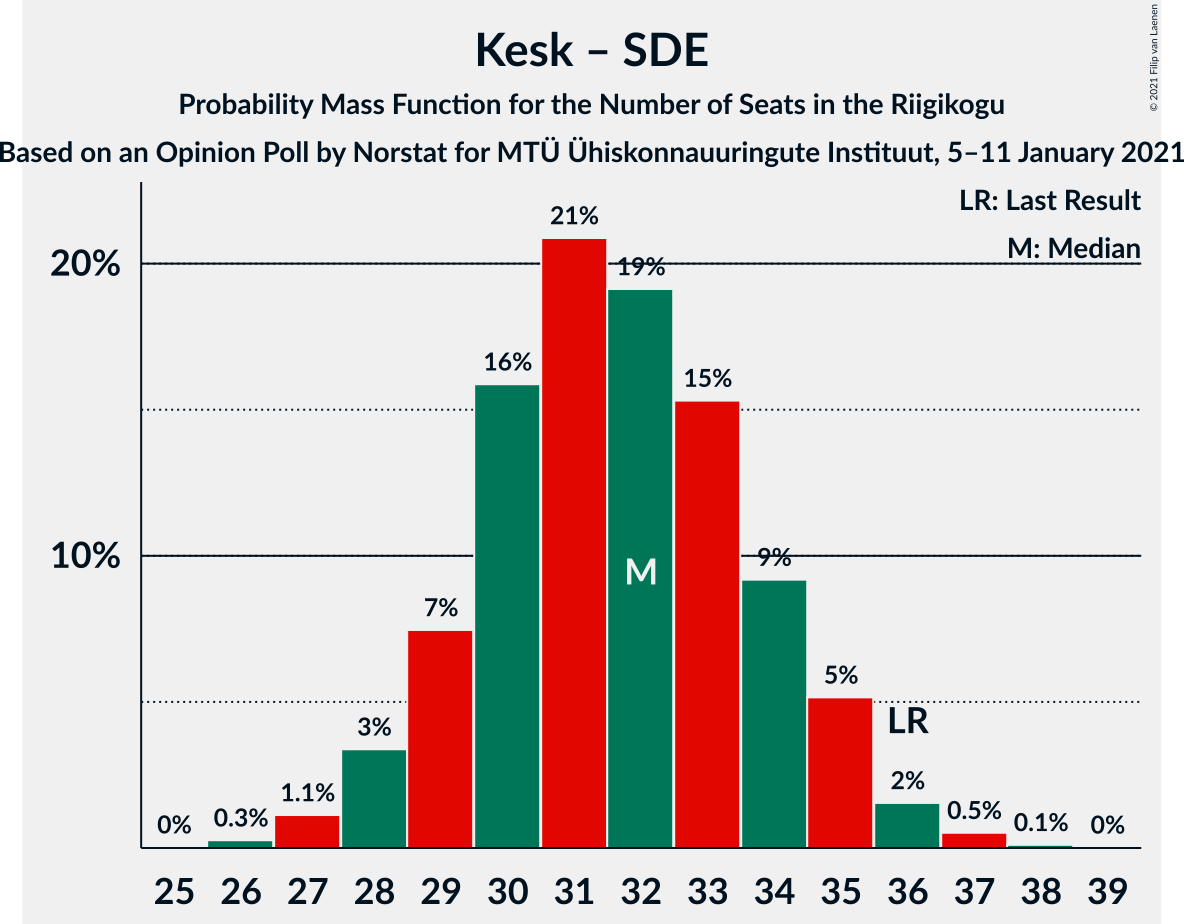 Kesk – SDE
Probability Mass Function for the Number of Seats in the Riigikogu
Based on an Opinion Poll by Norstat for MTÜ Ühiskonnauuringute Instituut, 5–11 January 2021
© 2021 Filip van Laenen
LR: Last Result
M: Median
21%
20%
19%
16%
15%
10%
9%
M
7%
5%
LR
3%
2%
1.1%
0.5%
0.3%
0.1%
0%
0%
25 26 27 28 29 30 31 32 33 34 35 36 37 38 39